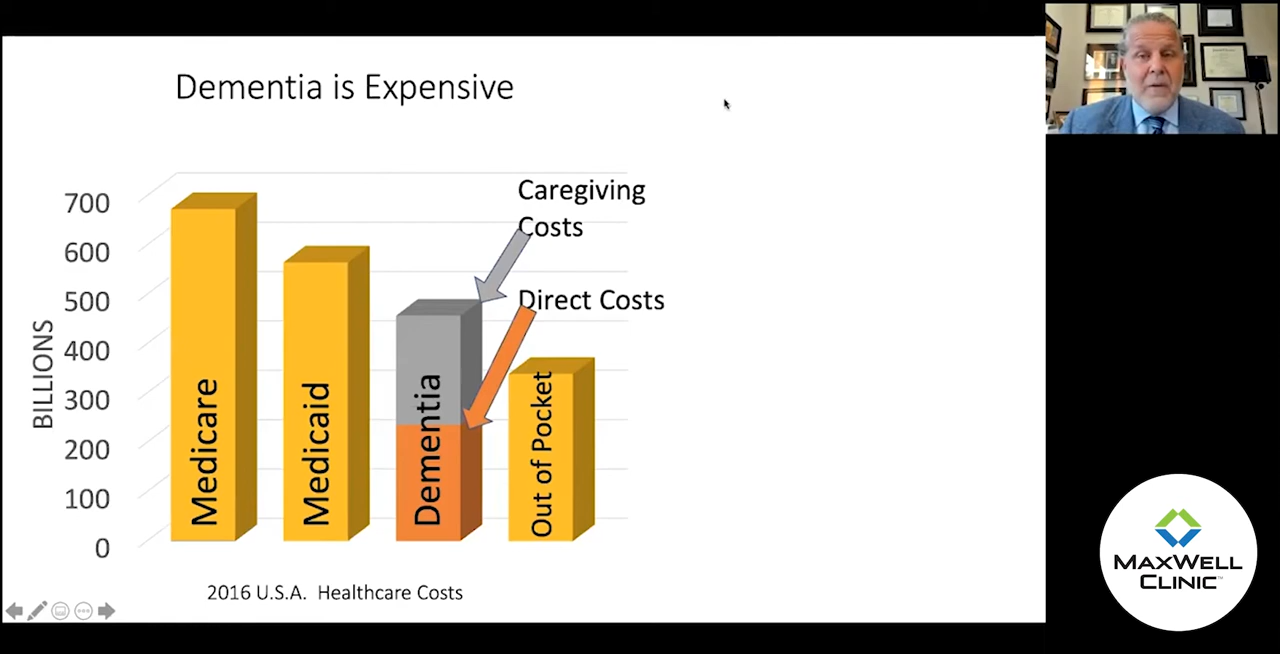 Dementia is Expensive
Caregiving
Costs
Direct Costs
BILLIONS
700
600
500
400
300
200
100
0
Medicare
Medicaid
Dementia
Out of Pocket
2016 U.S.A. Healthcare Costs
MAXWELL
CLINIC™